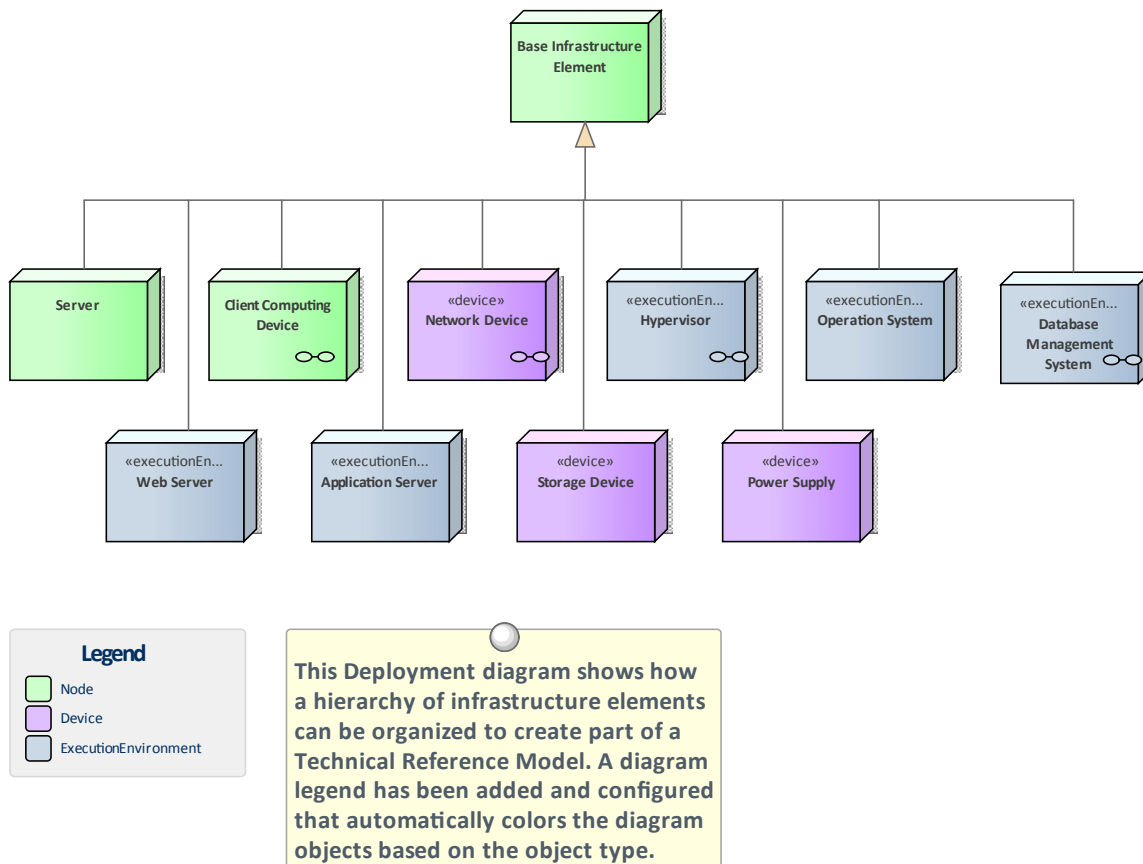 Base Infrastructure
Element
Server
Client Computing
Device
«device»
Network Device
«executionEn...
Hypervisor
«executionEn...
Operation System
«executionEn...
Database
Management
System
«executionEn...
Web Server
«executionEn...
Application Server
«device»
Storage Device
«device»
Power Supply
Legend
Node
Device
ExecutionEnvironment
This Deployment diagram shows how
a hierarchy of infrastructure elements
can be organized to create part of a
Technical Reference Model. A diagram
legend has been added and configured
that automatically colors the diagram
objects based on the object type.